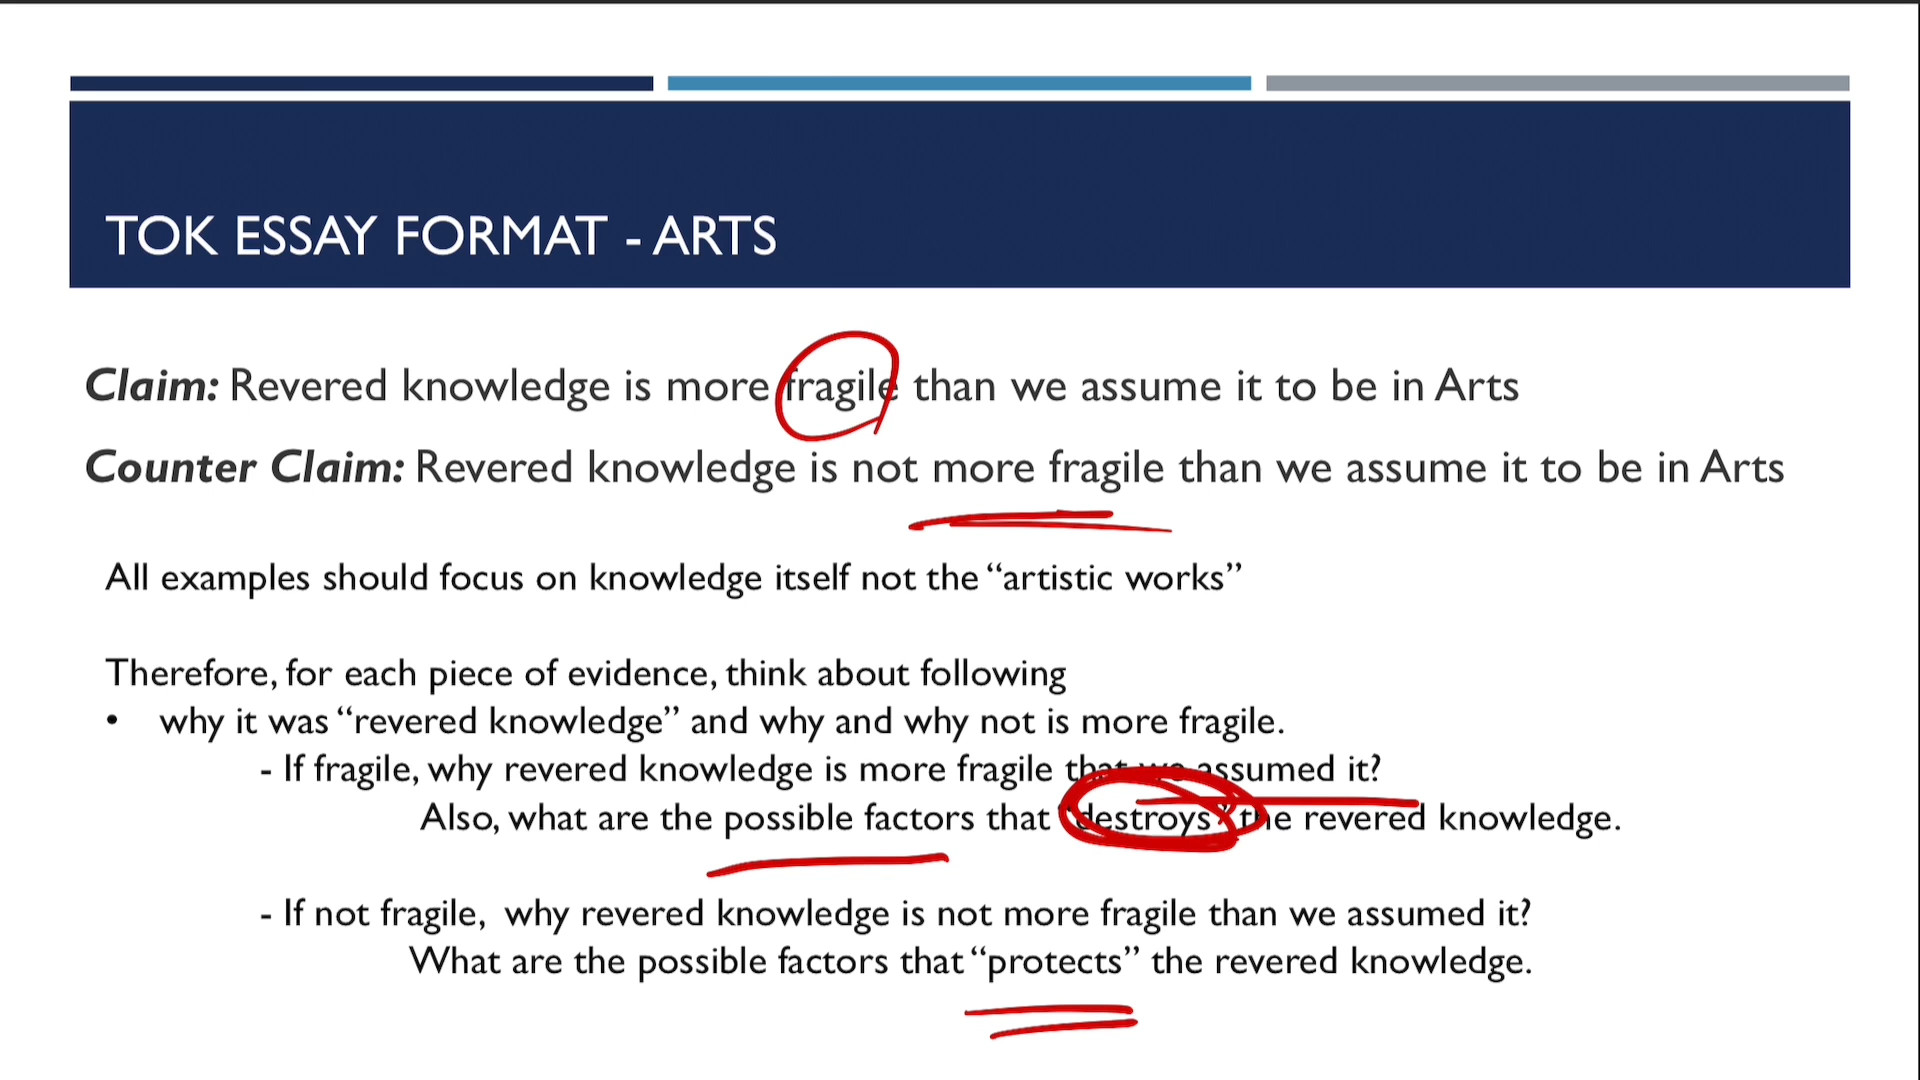 TOK ESSAY FORMAT - ARTS
Claim: Revered knowledge is more fragile than we assume it to be in Arts
Counter Claim: Revered knowledge is not more fragile than we assume it to be in Arts
All examples should focus on knowledge itself not the “artistic works”
Therefore, for each piece of evidence, think about following
• why it was “revered knowledge” and why and why not is more fragile.
- If fragile, why revered knowledge is more fragile that we assumed it?
Also, what are the possible factors that “destroys” the revered knowledge.
- If not fragile, why revered knowledge is not more fragile than we assumed it?
What are the possible factors that “protects” the revered knowledge.